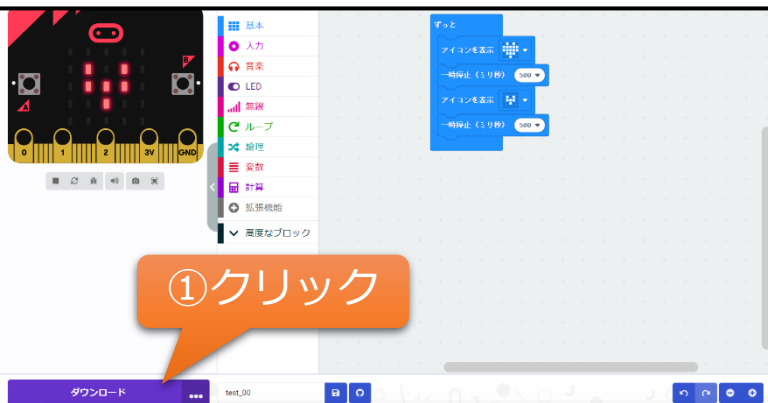 基本
入力
音楽
LED
無線
ループ
論理
変数
計算
拡張機能
高度なブロック
ずっと
アイコンを表示
一時停止（ミリ秒） 500
アイコンを表示
一時停止（ミリ秒） 500
B
A
0 1 2 3V GND
①クリック
ダウンロード
test_00